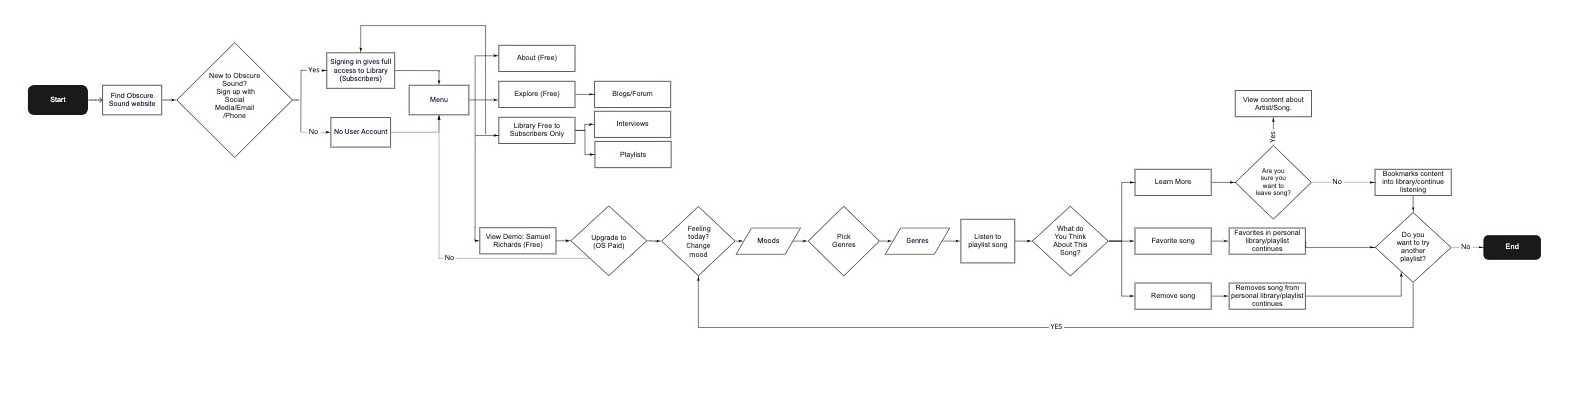 Start
Find Obscure
Sound website
New to Obscure
Sound?
Sign up with
Social
Media/Email
/Phone
Yes
No
Signing in gives full
access to Library
(Subscribers)
No User Account
Menu
About (Free)
Explore (Free)
Blogs/Forum
Library Free to
Subscribers Only
Interviews
Playlists
View Demo: Samuel
Richards (Free)
Upgrade to
(OS Paid)
No
Feeling
today?
Change
mood
Moods
Pick
Genres
Genres
Listen to
playlist song
What do
You Think
About This
Song?
Learn More
Are you
sure you
want to
leave song?
Yes
View content about
Artist/Song.
No
Bookmarks content
into library/continue
listening
Favorite song
Favorites in personal
library/playlist
continues
Remove song
Removes song from
personal library/playlist
continues
Do you
want to try
another
playlist?
No
End
YES